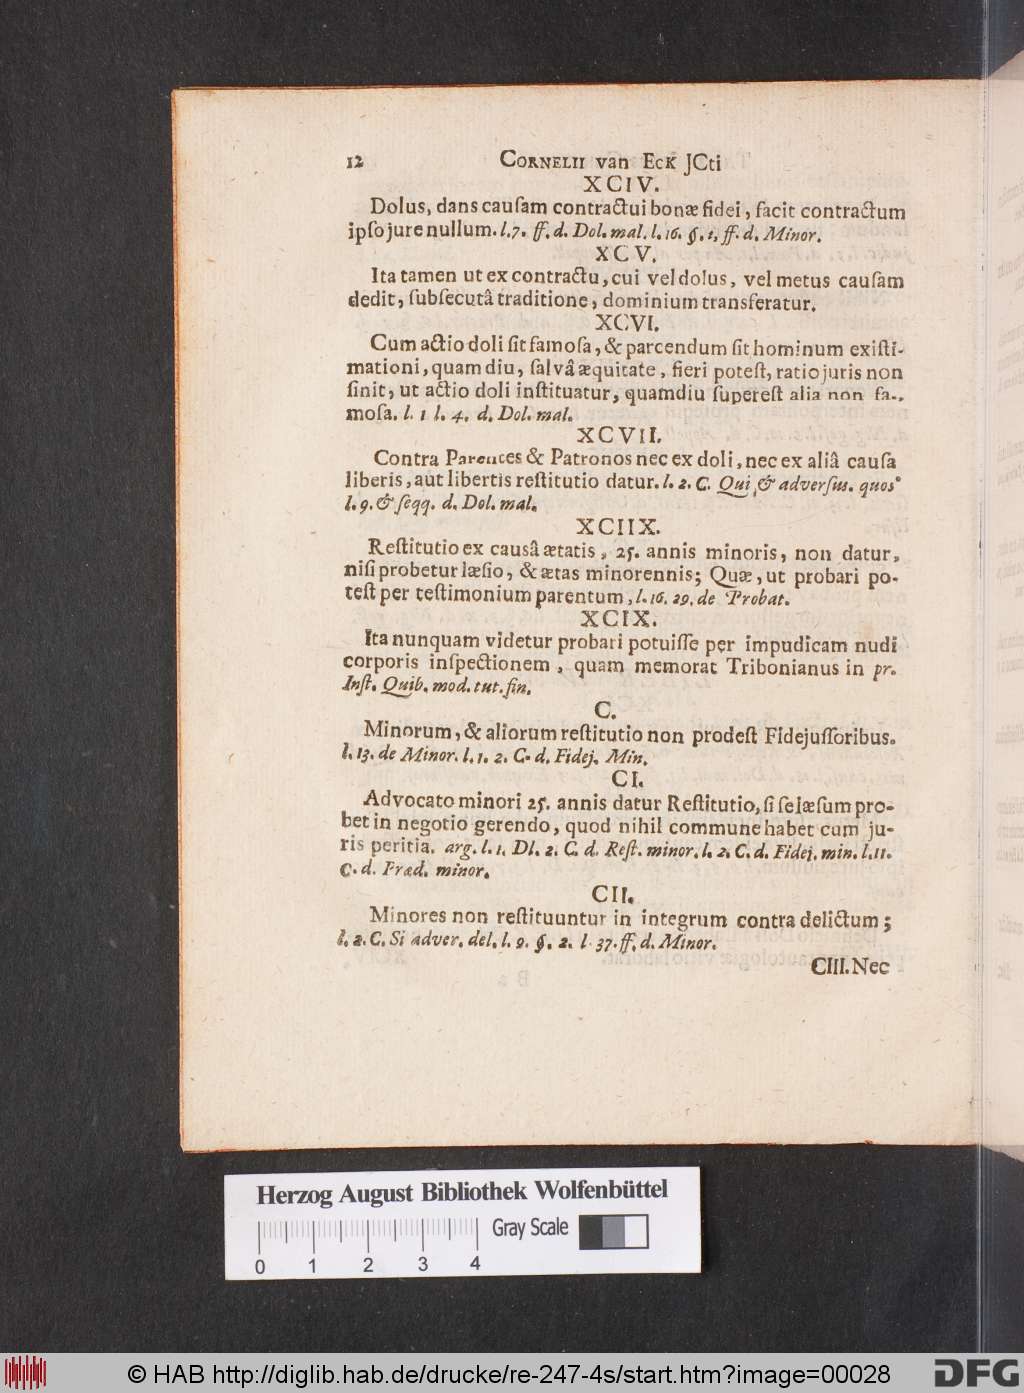 12 CORNELII van ECK JCti
XCIV.
Dolus, dans cauſam contractui bonæ fidei, facit contractum
ipſo jure nullum. l. 7. ff. d. Dol. mal. l. 16. §. 1, ff. d. Minor.
XCV.
Ita tamen ut ex contractu, cui vel dolus, vel metus cauſam
dedit, ſubſecutâ traditione, dominium transferatur.
XCVI.
Cum actio doli ſit famoſa, & parcendum ſit hominum exiſti-
mationi, quam diu, ſalvâ æquitate, fieri poteſt, ratio juris non
ſinit, ut actio doli inſtituatur, quamdiu ſupereſt alia non fa-
moſa. l. 1 l. 4. d. Dol. mal.
XCVII.
Contra Parentes & Patronos nec ex doli, nec ex aliâ cauſa
liberis, aut libertis reſtitutio datur. l. 2. C. Qui & adverſus. quos
l. 9. & ſeqq. d. Dol. mal.
XCIIX.
Reſtitutio ex causâ ætatis, 25. annis minoris, non datur,
niſi probetur læſio, & ætas minorennis; Quæ, ut probari po-
teſt per teſtimonium parentum, l. 16. 29. de Probat.
XCIX.
Ita nunquam videtur probari potuiſſe per impudicam nudi
corporis inſpectionem, quam memorat Tribonianus in pr.
Inſt. Quib. mod. tut. fin.
C.
Minorum, & aliorum reſtitutio non prodeſt Fidejuſſoribus.
l. 13. de Minor. l. 1. 2. C. d. Fidej. Min.
CI.
Advocato minori 25. annis datur Reſtitutio, ſi ſe læſum pro-
bet in negotio gerendo, quod nihil commune habet cum ju-
ris peritia. arg. l. 1. Dl. 2. C. d. Reſt. minor. l. 2. C. d. Fidej. min. l. 11.
C. d. Præd. minor.
CII.
Minores non reſtituuntur in integrum contra delictum;
l. 2. C. Si adver. del. l. 9. §. 2. l 37. ff. d. Minor.
CIII. Nec
Herzog August Bibliothek Wolfenbüttel
Gray Scale
0 1 2 3 4
© HAB http://diglib.hab.de/drucke/re-247-4s/start.htm?image=00028
DFG